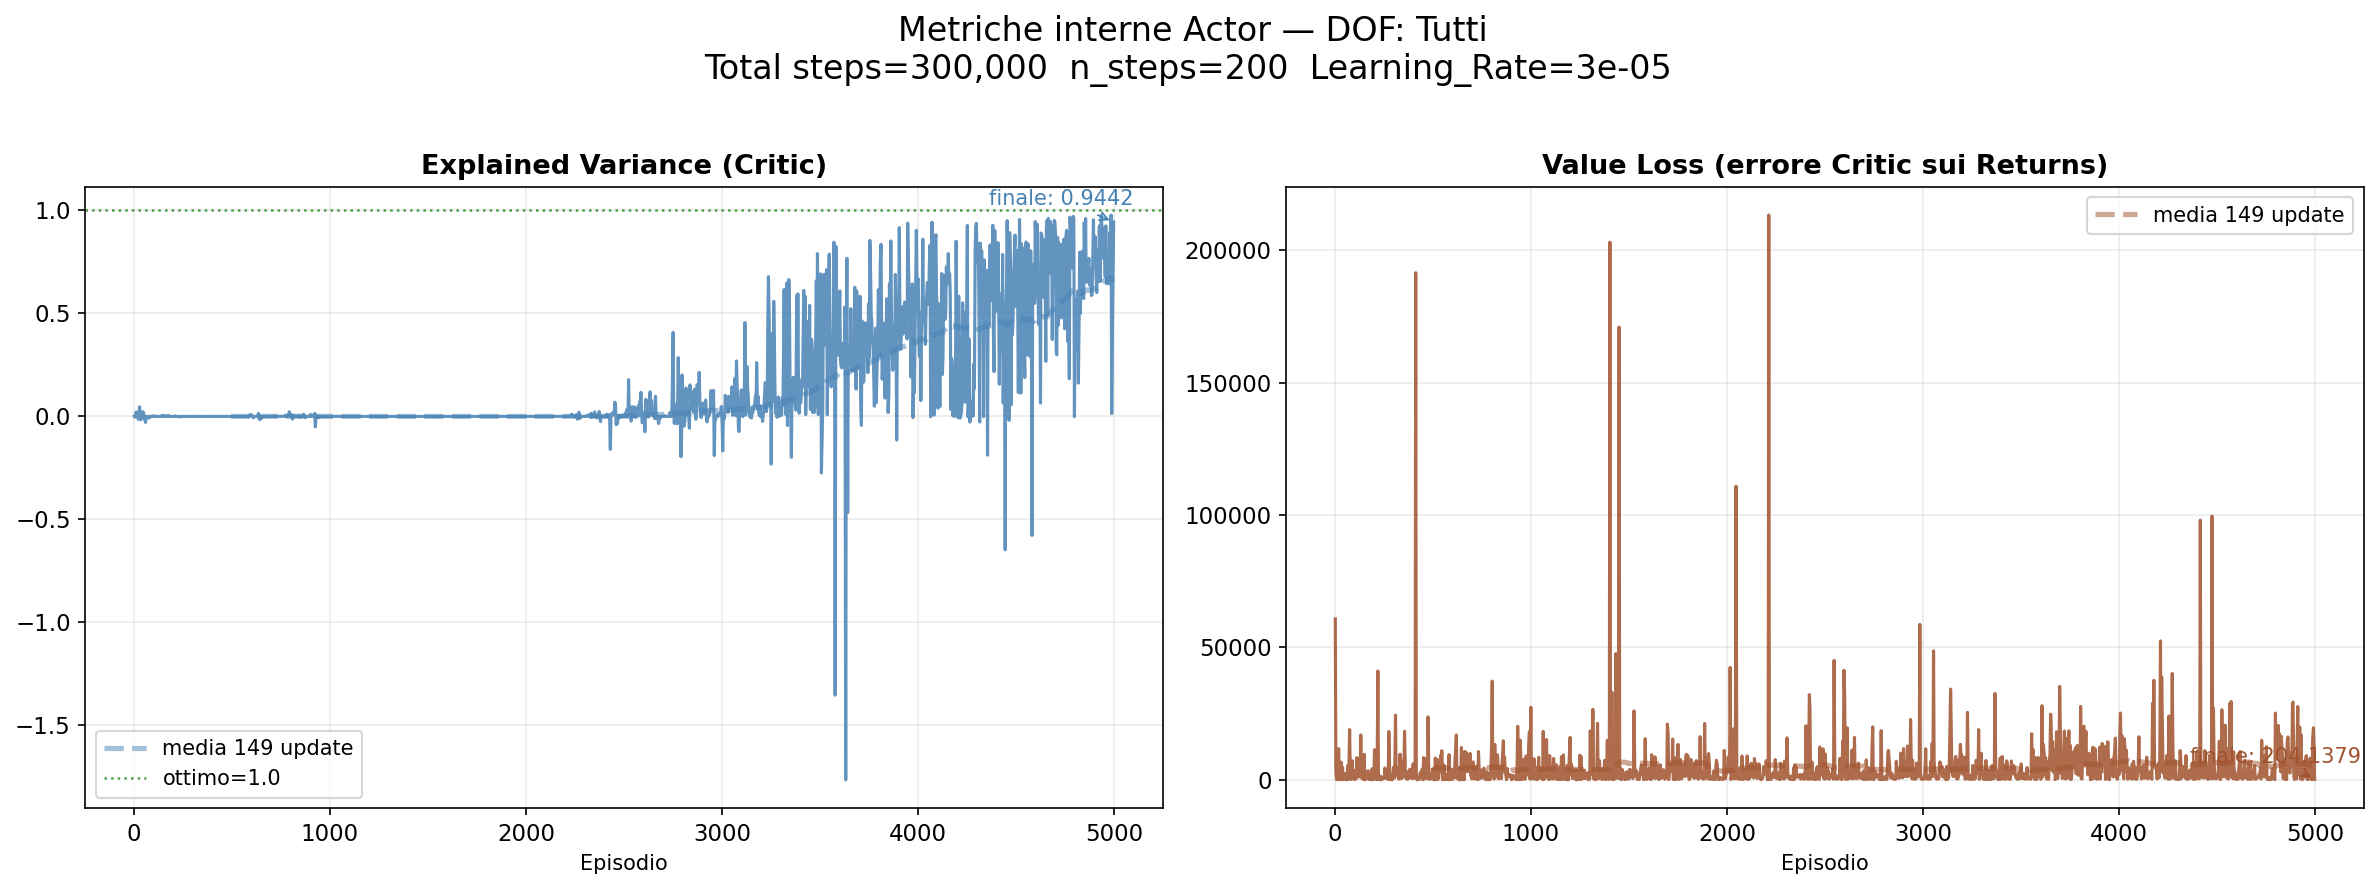 Metriche interne Actor — DOF: Tutti
Total steps=300,000  n_steps=200  Learning_Rate=3e-05
Explained Variance (Critic)
finale: 0.9442
1.0
0.5
0.0
−0.5
−1.0
−1.5
media 149 update
ottimo=1.0
0 1000 2000 3000 4000 5000
Episodio
Value Loss (errore Critic sui Returns)
media 149 update
200000
150000
100000
50000
0
finale: 204.1379
0 1000 2000 3000 4000 5000
Episodio